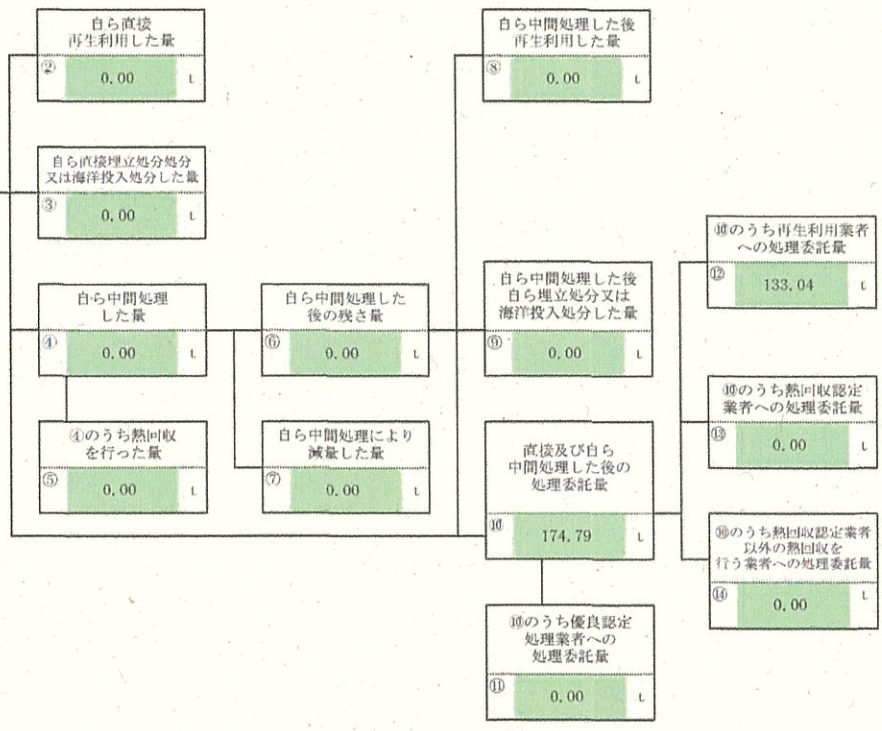 自ら直接
再生利用した量
② 0.00 t
自ら直接埋立処分処分
又は海洋投入処分した量
③ 0.00 t
自ら中間処理
した量
④ 0.00 t
④のうち熱回収
を行った量
⑤ 0.00 t
自ら中間処理した
後の残さ量
⑥ 0.00 t
自ら中間処理により
減量した量
⑦ 0.00 t
自ら中間処理した後
再生利用した量
⑧ 0.00 t
自ら中間処理した後
自ら埋立処分又は
海洋投入処分した量
⑨ 0.00 t
直接及び自ら
中間処理した後の
処理委託量
⑩ 174.79 t
⑩のうち優良認定
処理業者への
処理委託量
⑪ 0.00 t
⑩のうち再生利用業者
への処理委託量
⑫ 133.04 t
⑩のうち熱回収認定
業者への処理委託量
⑬ 0.00 t
⑩のうち熱回収認定業者
以外の熱回収を
行う業者への処理委託量
⑭ 0.00 t